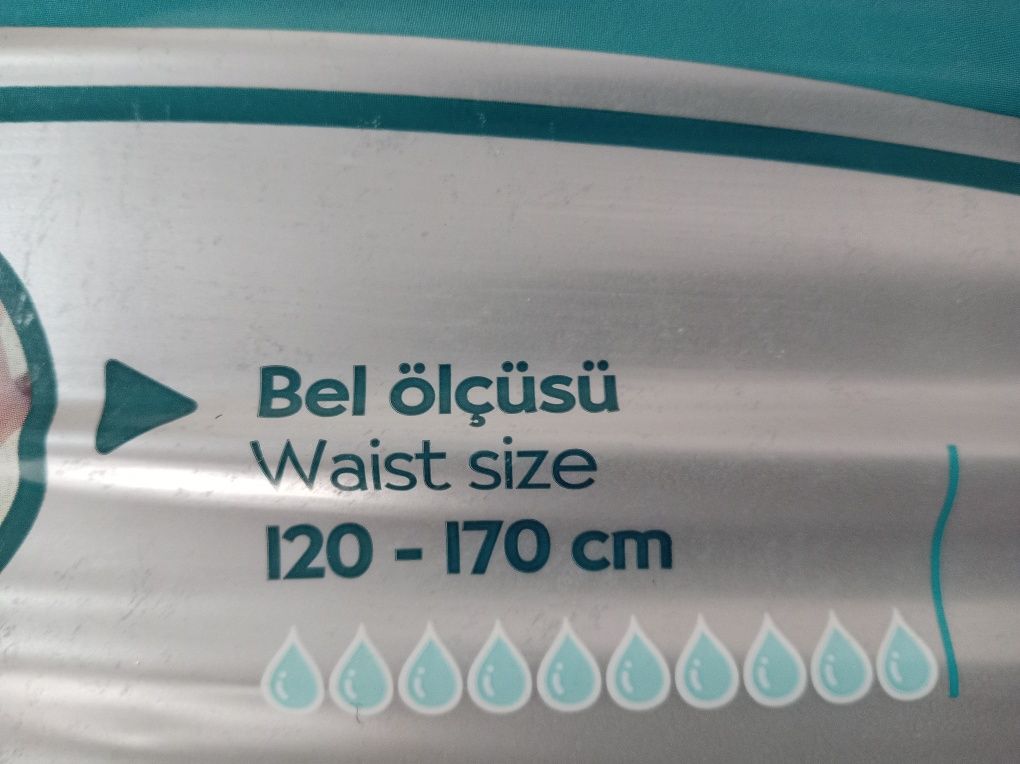 Bel ölçüsü
Waist size
120 - 170 cm